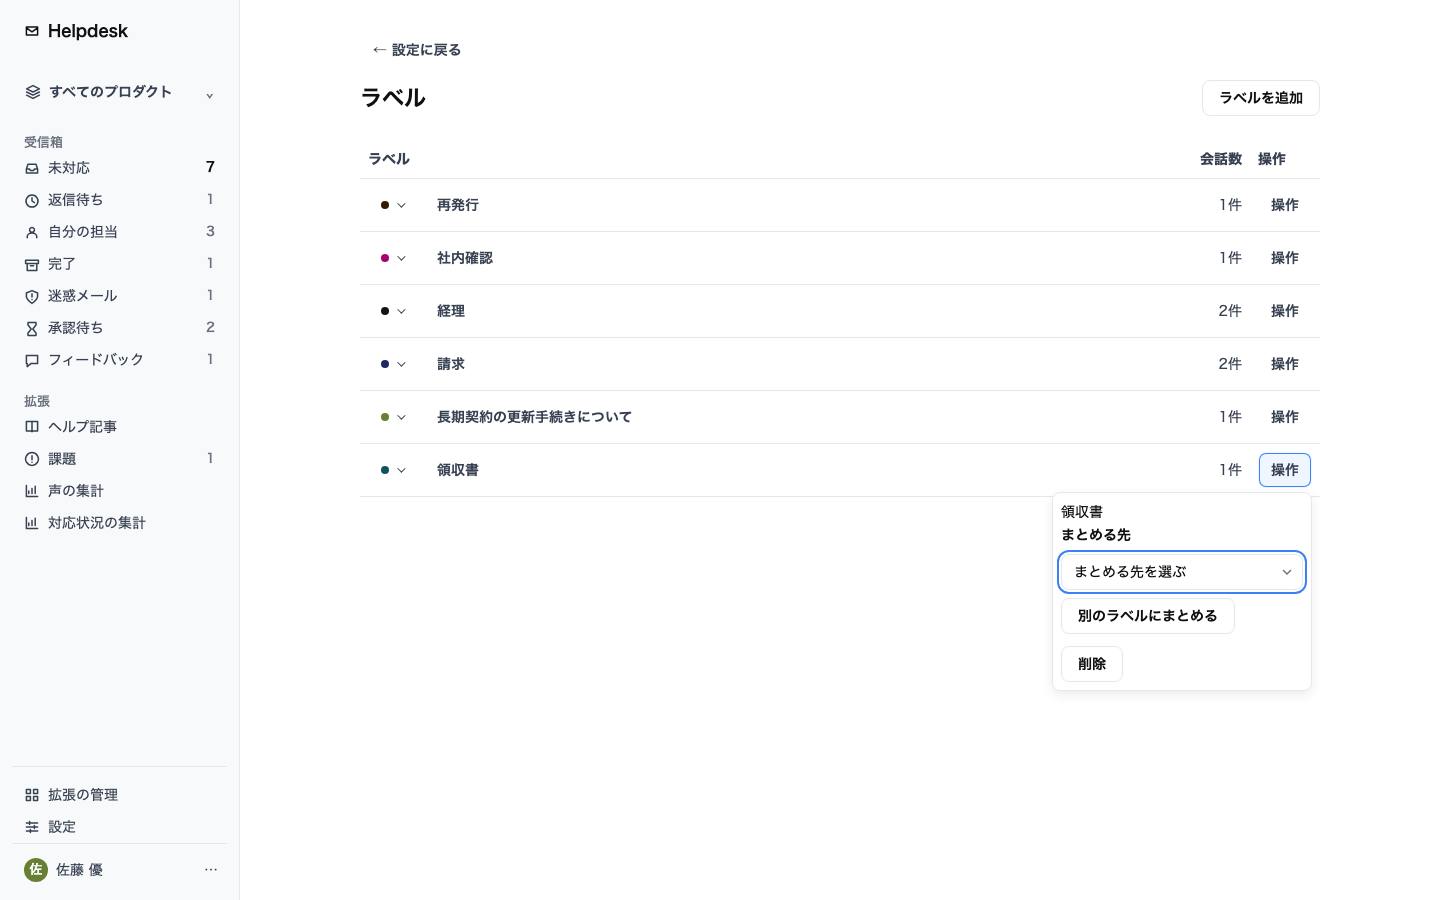 Helpdesk
すべてのプロダクト
受信箱
未対応 7
返信待ち 1
自分の担当 3
完了 1
迷惑メール 1
承認待ち 2
フィードバック 1
拡張
ヘルプ記事
課題 1
声の集計
対応状況の集計
拡張の管理
設定
佐 佐藤 優 …
← 設定に戻る
ラベル
ラベルを追加
ラベル 会話数 操作
再発行 1件 操作
社内確認 1件 操作
経理 2件 操作
請求 2件 操作
長期契約の更新手続きについて 1件 操作
領収書 1件 操作
領収書
まとめる先
まとめる先を選ぶ
別のラベルにまとめる
削除